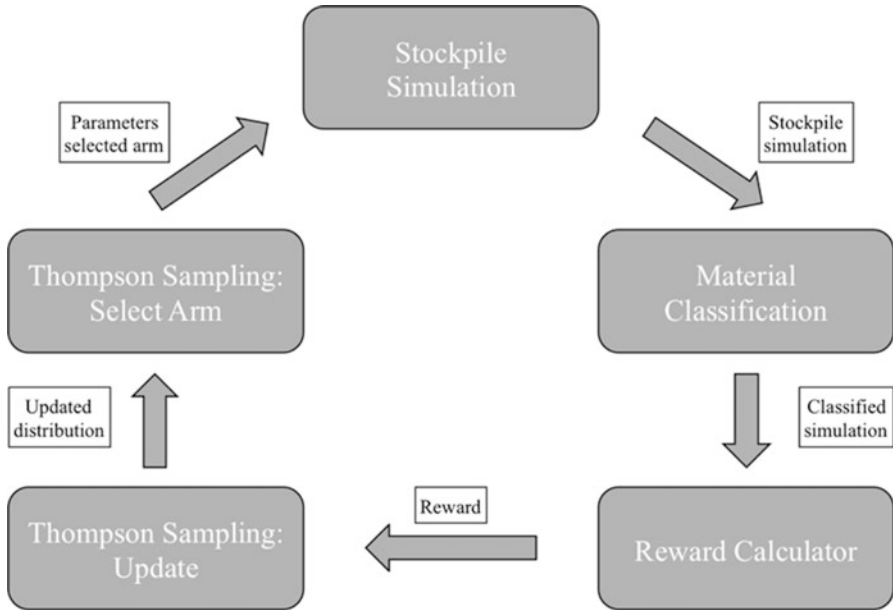 Stockpile
Simulation
Parameters
selected arm
Stockpile
simulation
Thompson Sampling:
Select Arm
Material
Classification
Updated
distribution
Classified
simulation
Thompson Sampling:
Update
Reward
Reward Calculator